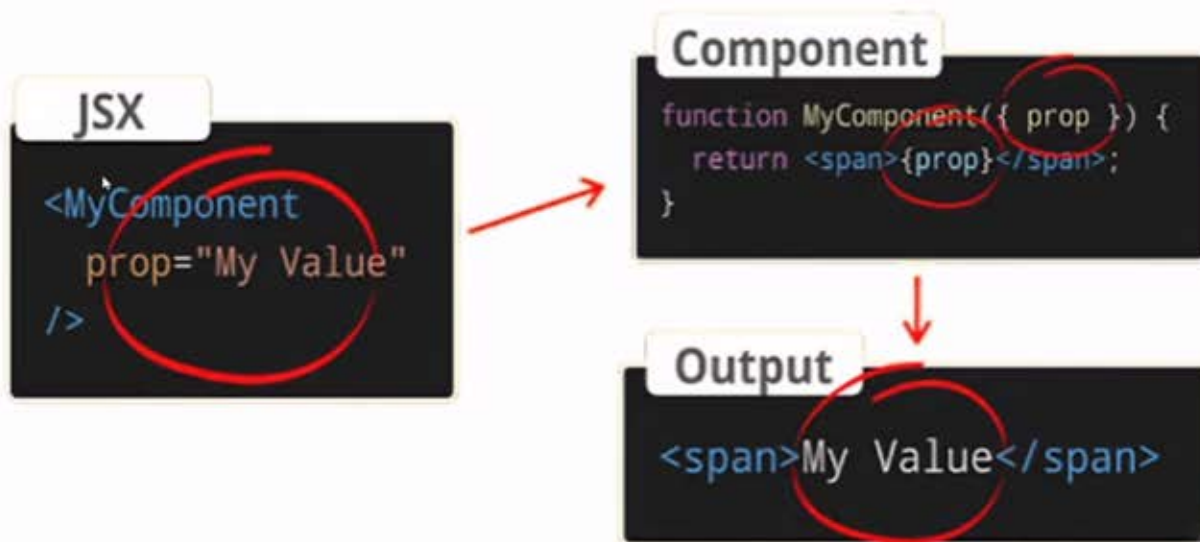 JSX
<MyComponent
prop="My Value"
/>
Component
function MyComponent({ prop }) {
return <span>{prop}</span>;
}
Output
<span>My Value</span>